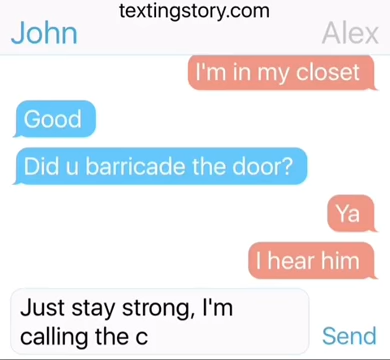 textingstory.com
John
Alex
I'm in my closet
Good
Did u barricade the door?
Ya
I hear him
Just stay strong, I'm
calling the c
Send